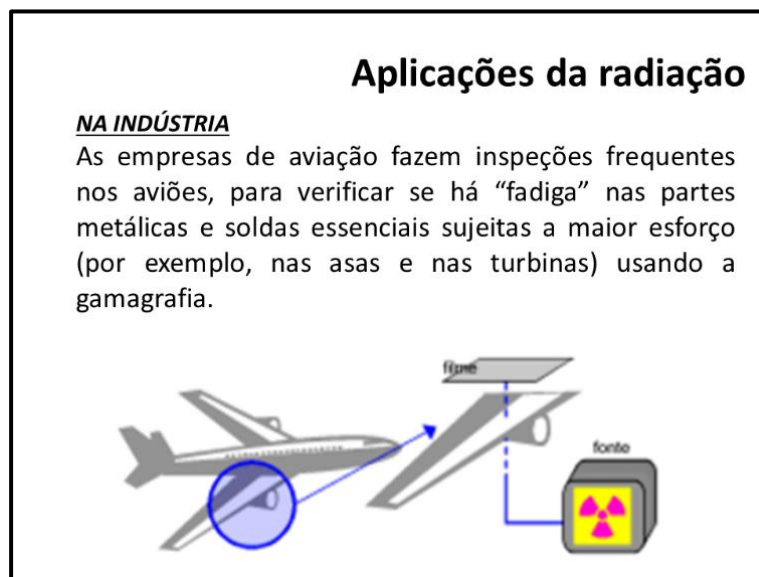 Aplicações da radiação
NA INDÚSTRIA
As empresas de aviação fazem inspeções frequentes
nos aviões, para verificar se há “fadiga” nas partes
metálicas e soldas essenciais sujeitas a maior esforço
(por exemplo, nas asas e nas turbinas) usando a
gamagrafia.
filme
fonte